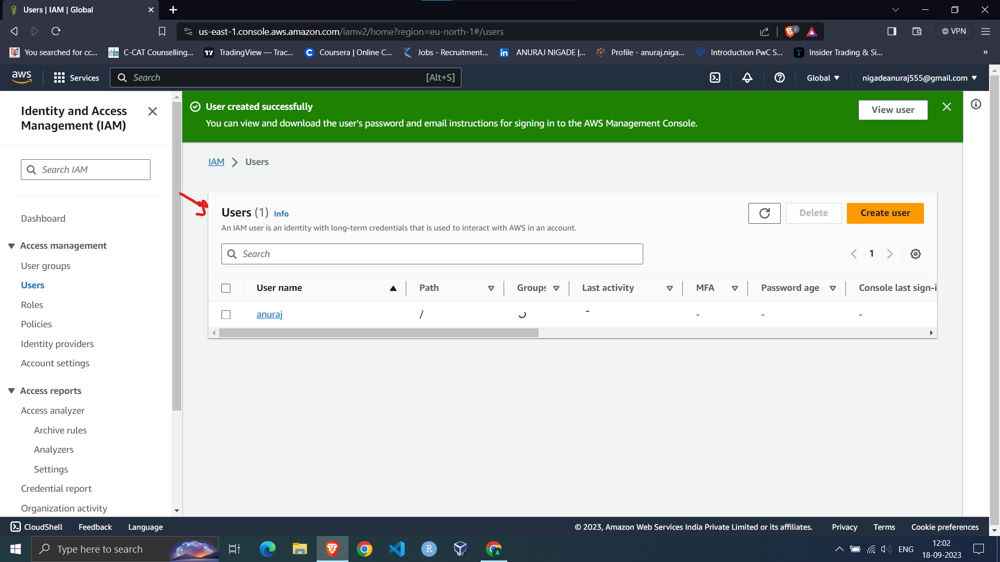 Users | IAM | Global
us-east-1.console.aws.amazon.com/iamv2/home?region=eu-north-1#/users
2
VPN
You searched for cc...
C-CAT Counselling...
TradingView — Trac...
Coursera | Online C...
Jobs - Recruitment...
ANURAJ NIGADE |...
Profile - anuraj.niga...
Introduction PwC S...
Insider Trading & Si...
»
aws
Services
Search
[Alt+S]
Global
nigadeanuraj555@gmail.com
Identity and Access
Management (IAM)
Search IAM
Dashboard
Access management
User groups
Users
Roles
Policies
Identity providers
Account settings
Access reports
Access analyzer
Archive rules
Analyzers
Settings
Credential report
Organization activity
User created successfully
You can view and download the user's password and email instructions for signing in to the AWS Management Console.
View user
IAM
Users
Users (1) Info
An IAM user is an identity with long-term credentials that is used to interact with AWS in an account.
Delete
Create user
Search
1
User name
Path
Groups
Last activity
MFA
Password age
Console last sign-i
anuraj
/
-
-
-
-
CloudShell
Feedback
Language
© 2023, Amazon Web Services India Private Limited or its affiliates.
Privacy
Terms
Cookie preferences
Type here to search
R
A
ENG
12:02
18-09-2023